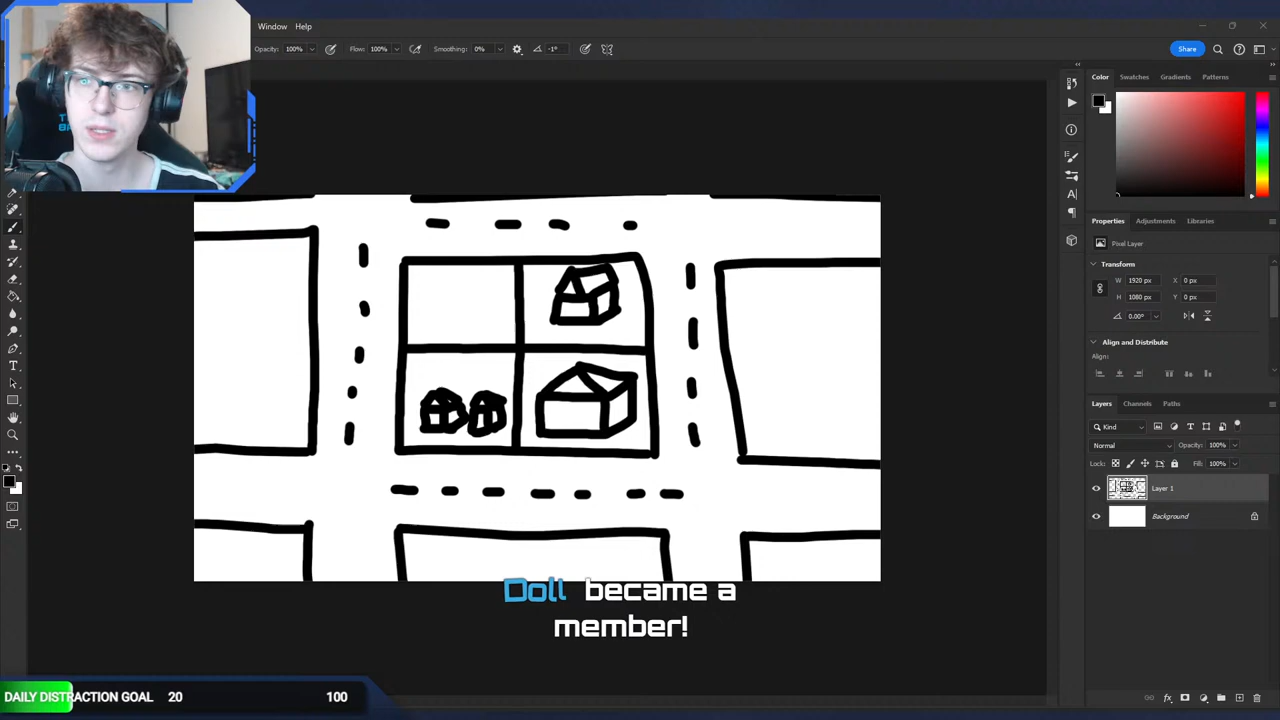 Window Help
Opacity: 100% Flow: 100% Smoothing: 0% -1°
Share
Color Swatches Gradients Patterns
Properties Adjustments Libraries
Pixel Layer
Transform
W 1920 px X 0 px
H 1080 px Y 0 px
0.00°
Align and Distribute
Align:
Layers Channels Paths
Kind
Normal Opacity: 100%
Lock: Fill: 100%
Layer 1
Background
Doll became a
member!
DAILY DISTRACTION GOAL 20 100